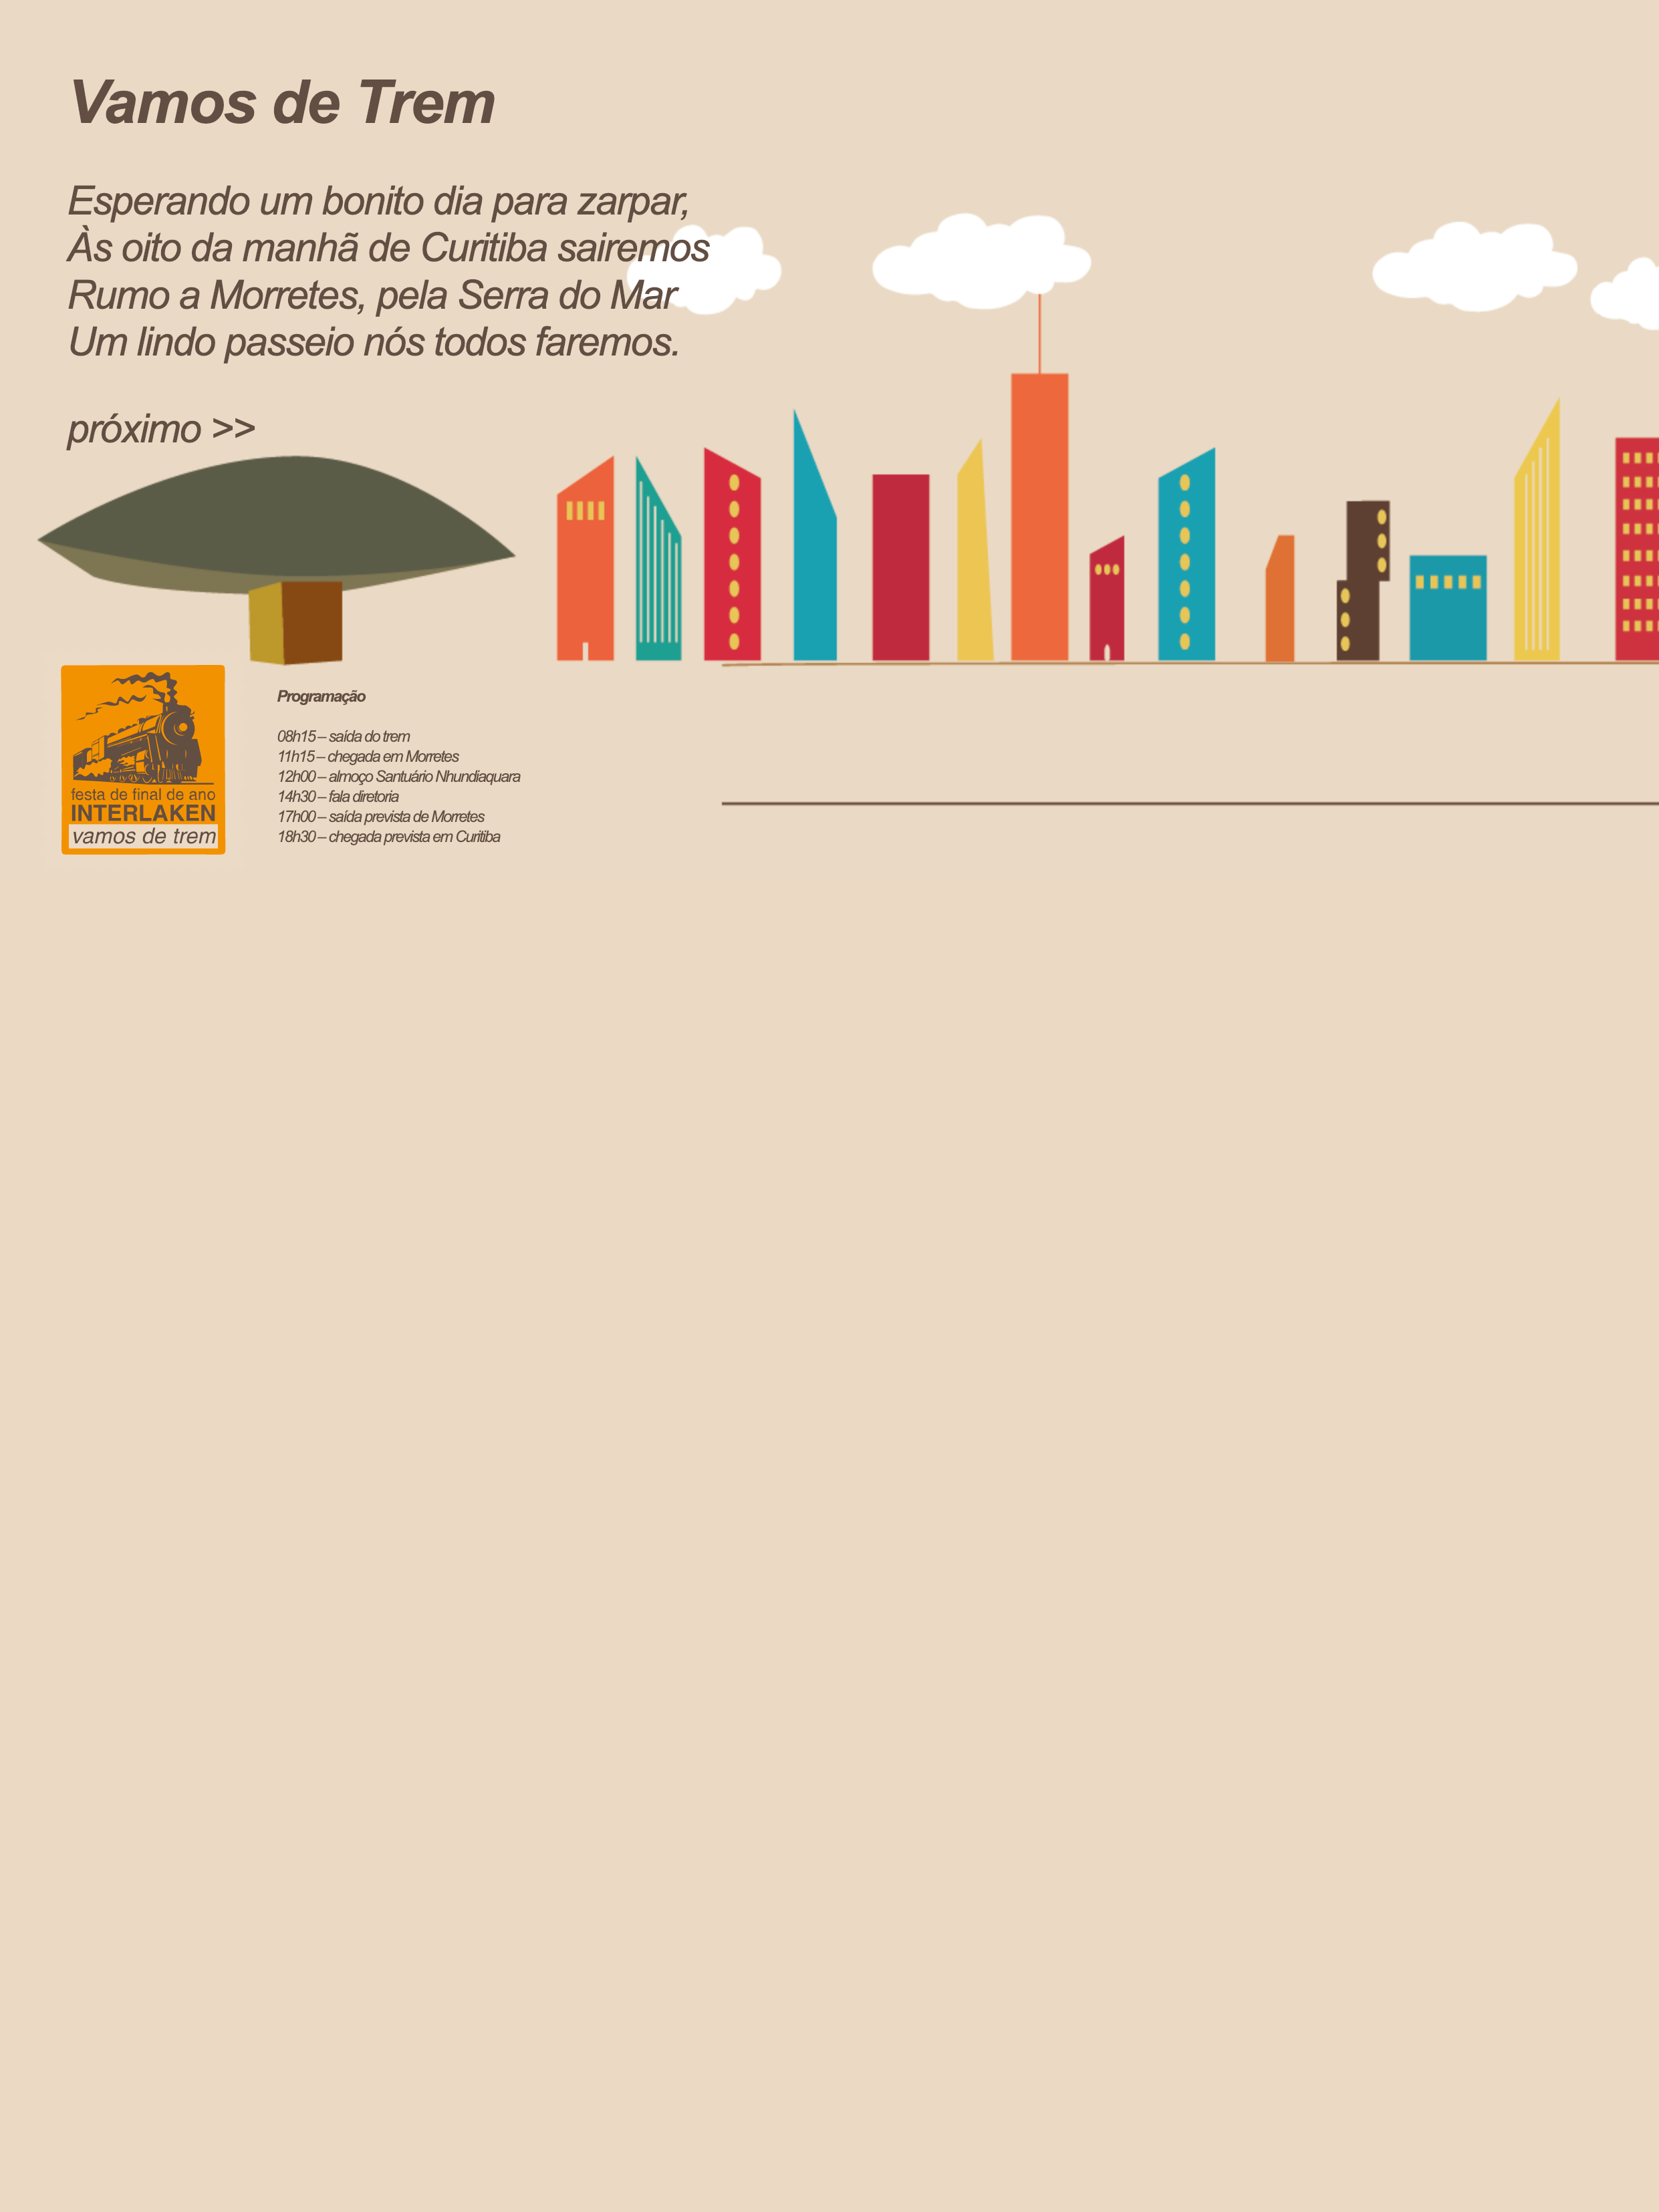 Vamos de Trem
Esperando um bonito dia para zarpar,
Às oito da manhã de Curitiba sairemos
Rumo a Morretes, pela Serra do Mar
Um lindo passeio nós todos faremos.
próximo >>
festa de final de ano
INTERLAKEN
vamos de trem
Programação
08h15 – saída do trem
11h15 – chegada em Morretes
12h00 – almoço Santuário Nhundiaquara
14h30 – fala diretoria
17h00 – saída prevista de Morretes
18h30 – chegada prevista em Curitiba